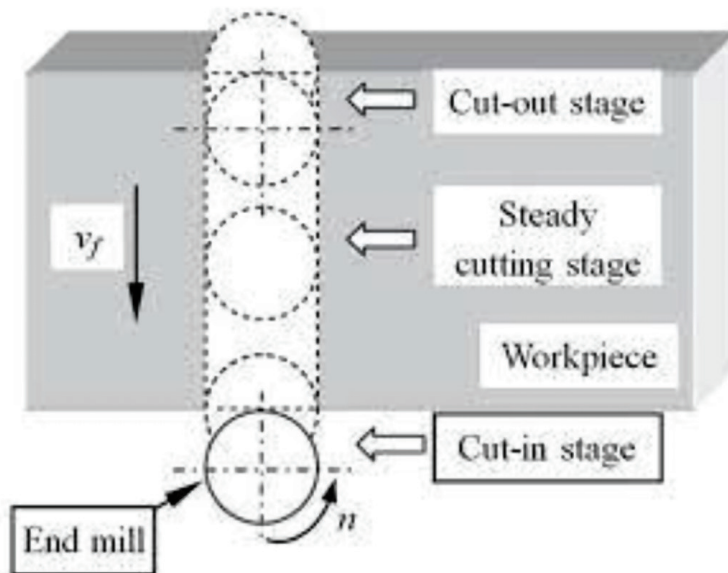 Cut-out stage
Steady
cutting stage
v_f
Workpiece
Cut-in stage
n
End mill